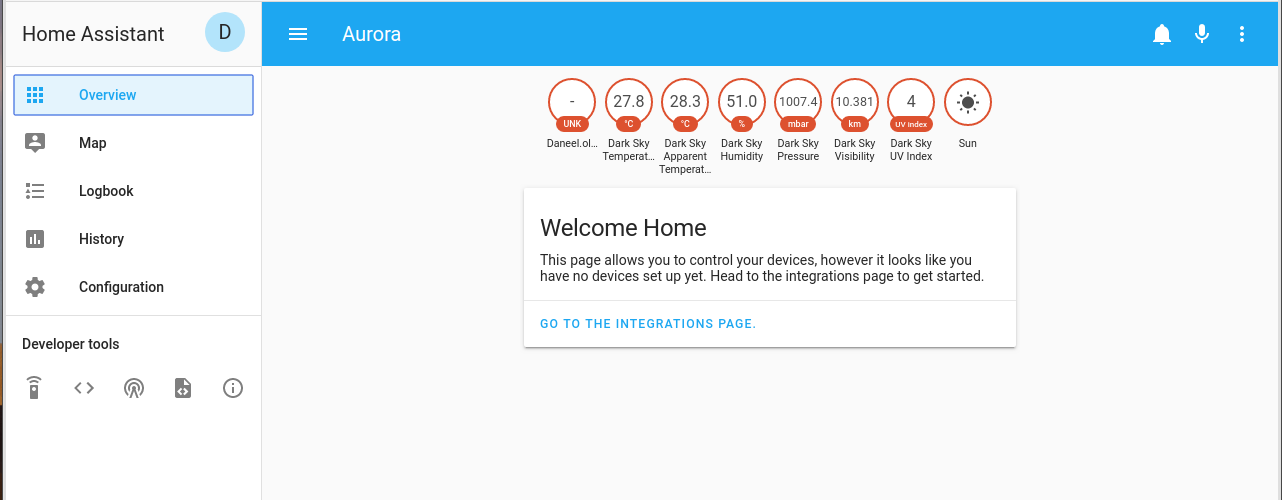 Home Assistant
D
Aurora
Overview
Map
Logbook
History
Configuration
Developer tools
-
UNK
Daneel.ol…
27.8
°C
Dark Sky
Temperat…
28.3
°C
Dark Sky
Apparent
Temperat…
51.0
%
Dark Sky
Humidity
1007.4
mbar
Dark Sky
Pressure
10.381
km
Dark Sky
Visibility
4
UV Index
Dark Sky
UV Index
Sun
Welcome Home
This page allows you to control your devices, however it looks like you
have no devices set up yet. Head to the integrations page to get started.
GO TO THE INTEGRATIONS PAGE.